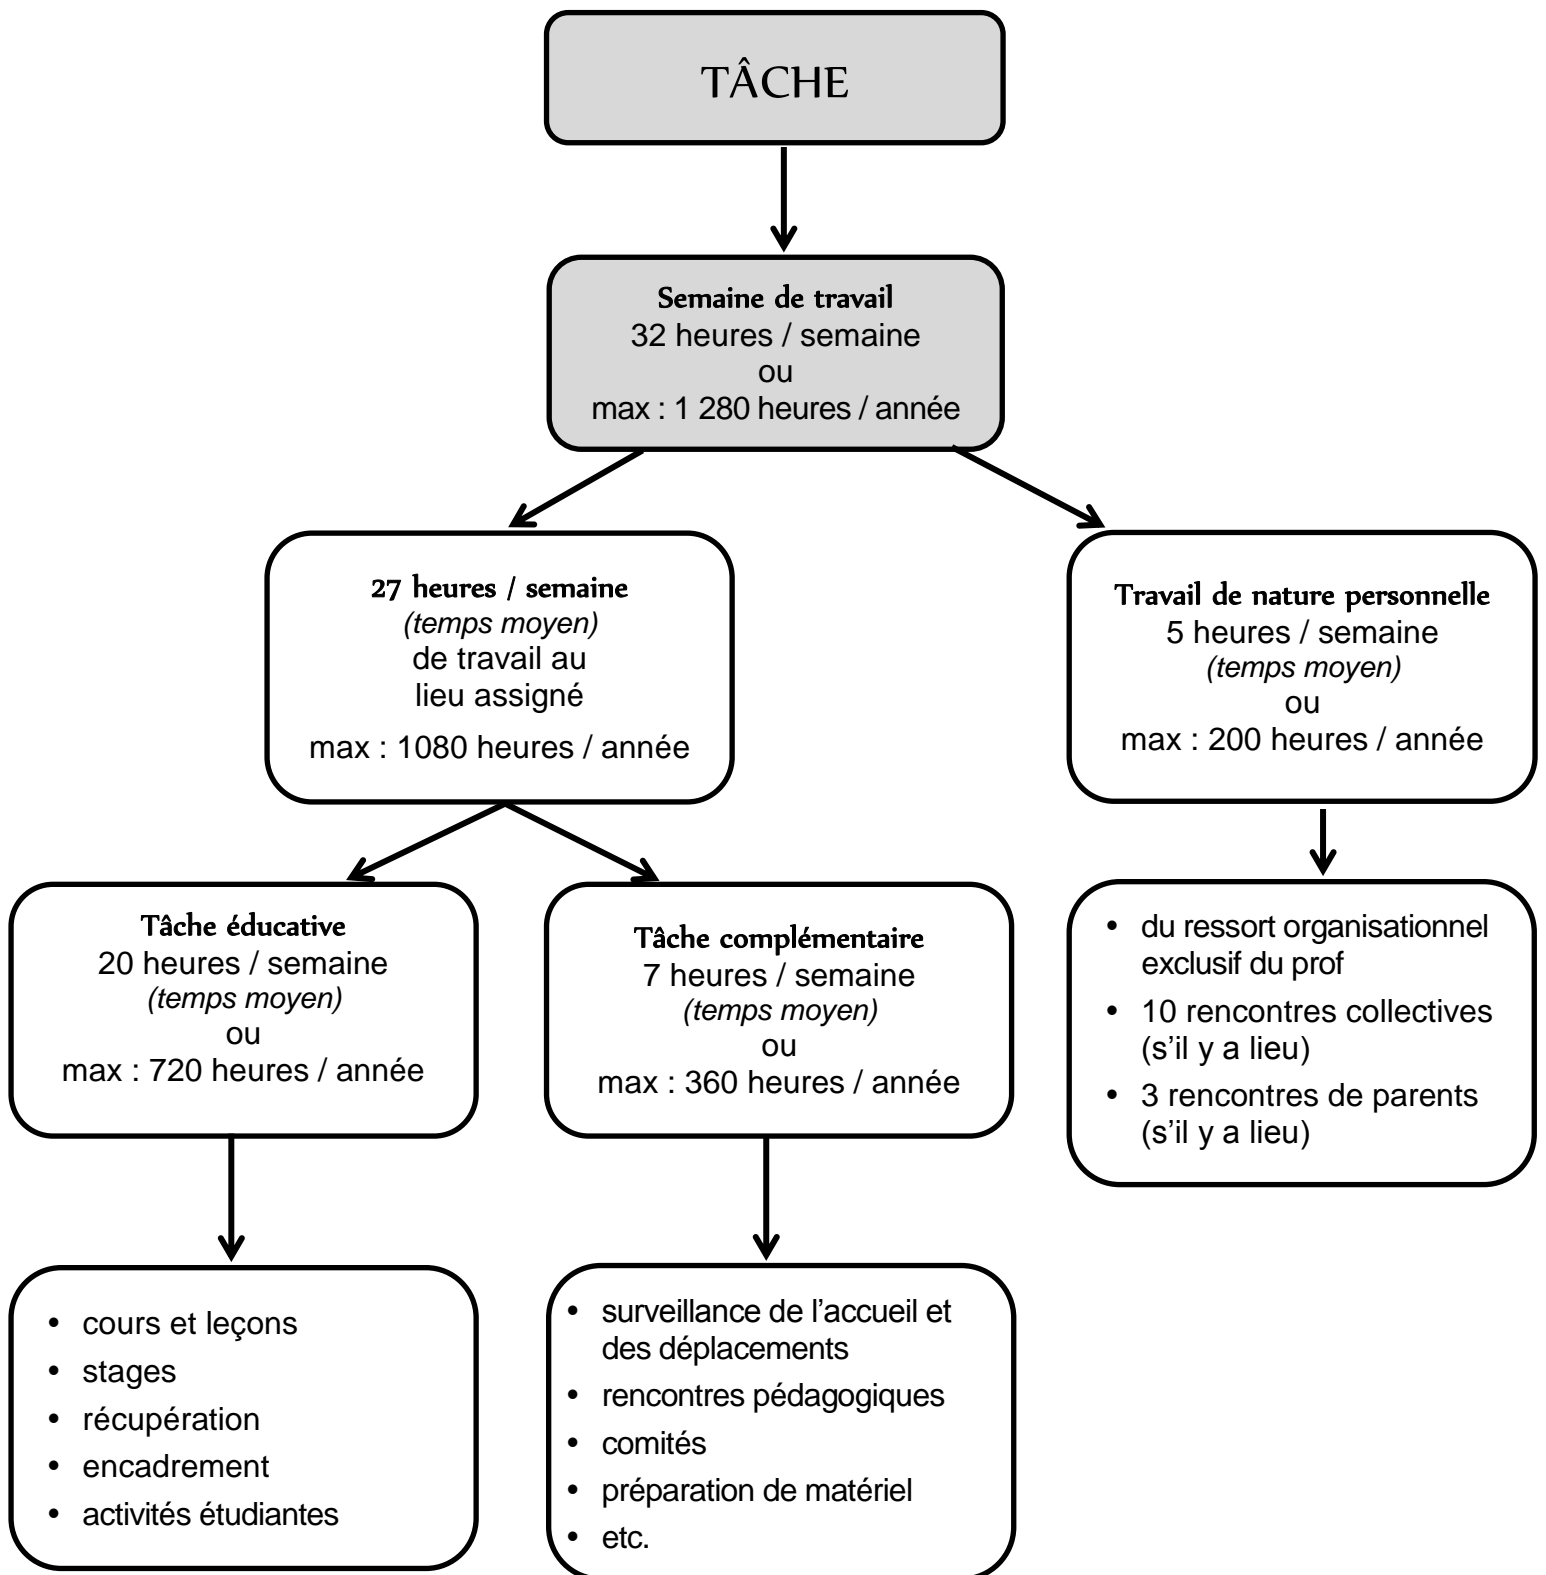 TÂCHE
Semaine de travail
32 heures / semaine
ou
max : 1 280 heures / année
27 heures / semaine
(temps moyen)
de travail au
lieu assigné
max : 1080 heures / année
Travail de nature personnelle
5 heures / semaine
(temps moyen)
ou
max : 200 heures / année
Tâche éducative
20 heures / semaine
(temps moyen)
ou
max : 720 heures / année
Tâche complémentaire
7 heures / semaine
(temps moyen)
ou
max : 360 heures / année
• du ressort organisationnel
exclusif du prof
• 10 rencontres collectives
(s'il y a lieu)
• 3 rencontres de parents
(s'il y a lieu)
• cours et leçons
• stages
• récupération
• encadrement
• activités étudiantes
• surveillance de l'accueil et
des déplacements
• rencontres pédagogiques
• comités
• préparation de matériel
• etc.